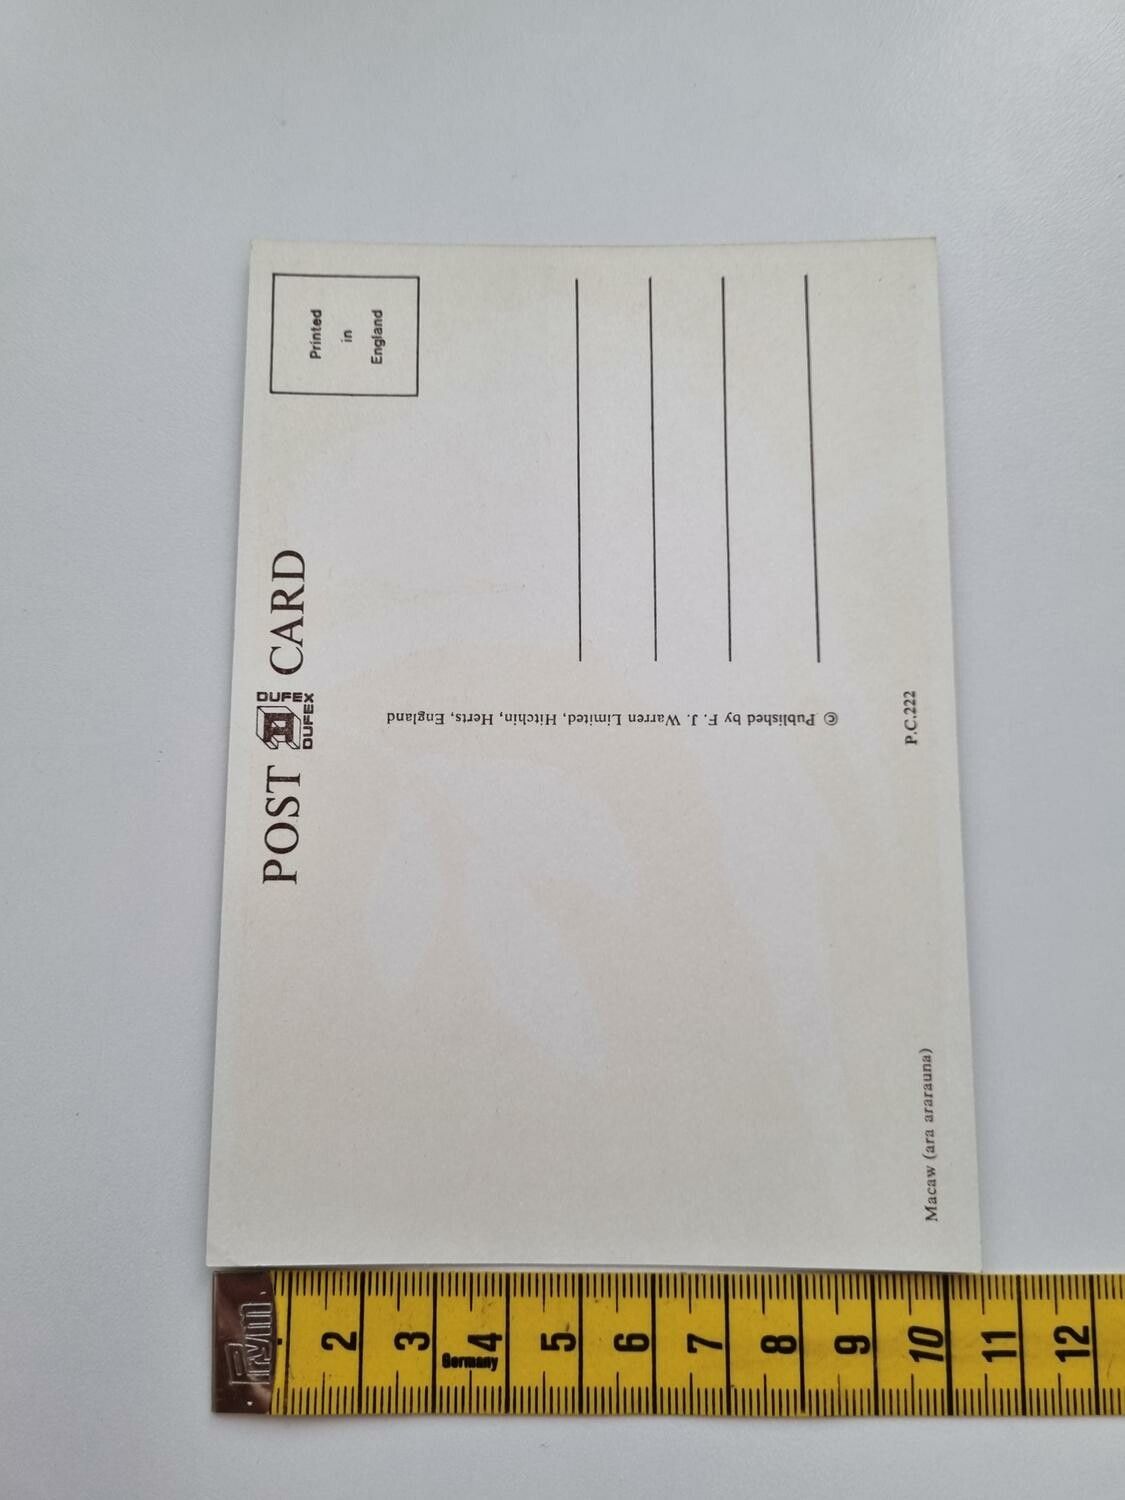 POST CARD
DUFEX
DUFEX
Printed
in
England
© Published by F. J. Warren Limited, Hitchin, Herts, England
P.C.222
Macaw (ara ararauna)
Prym
2 3 4 5 6 7 8 9 10 11 12
Germany